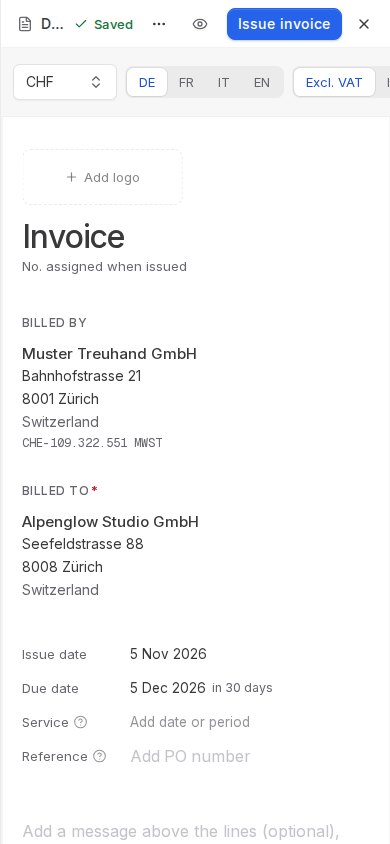 D... Saved Issue invoice
CHF DE FR IT EN Excl. VAT
Add logo
Invoice
No. assigned when issued
BILLED BY
Muster Treuhand GmbH
Bahnhofstrasse 21
8001 Zürich
Switzerland
CHE-109.322.551 MWST
BILLED TO*
Alpenglow Studio GmbH
Seefeldstrasse 88
8008 Zürich
Switzerland
Issue date 5 Nov 2026
Due date 5 Dec 2026 in 30 days
Service Add date or period
Reference Add PO number
Add a message above the lines (optional),